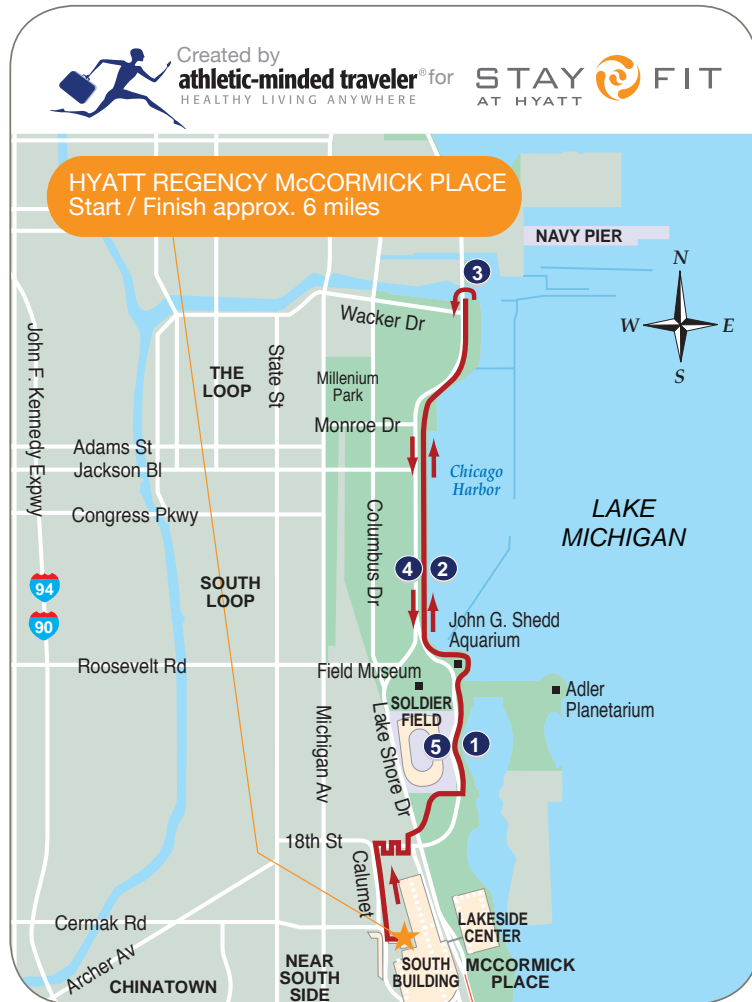 Created by
athletic-minded traveler® for
HEALTHY LIVING ANYWHERE
STAY FIT
AT HYATT
HYATT REGENCY McCORMICK PLACE
Start / Finish approx. 6 miles
NAVY PIER
N
W E
S
3
Wacker Dr
John F. Kennedy Expwy
THE
LOOP
State St
Millenium
Park
Monroe Dr
Adams St
Jackson Bl
Chicago
Harbor
Congress Pkwy
Columbus Dr
LAKE
MICHIGAN
94
90
SOUTH
LOOP
4 2
John G. Shedd
Aquarium
Roosevelt Rd
Field Museum
Adler
Planetarium
SOLDIER
FIELD
Michigan Av
Lake Shore Dr
5 1
18th St
Calumet
Cermak Rd
Archer Av
LAKESIDE
CENTER
CHINATOWN
NEAR
SOUTH
SIDE
SOUTH
BUILDING
MCCORMICK
PLACE